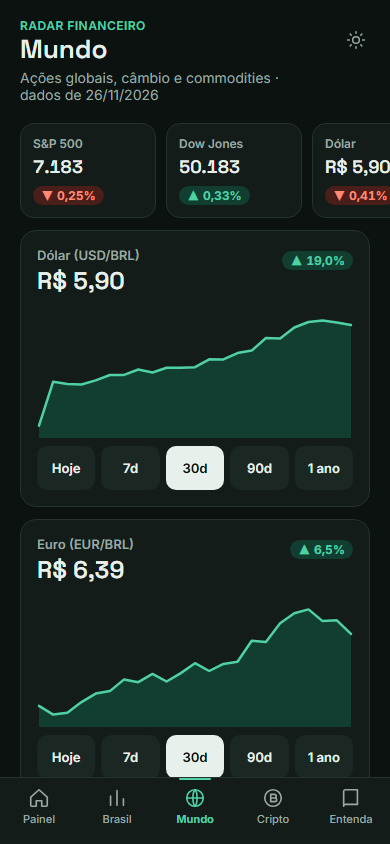 RADAR FINANCEIRO
Mundo
Ações globais, câmbio e commodities ·
dados de 26/11/2026
S&P 500
7.183
▼ 0,25%
Dow Jones
50.183
▲ 0,33%
Dólar
R$ 5,90
▼ 0,41%
Dólar (USD/BRL)
R$ 5,90
▲ 19,0%
Hoje 7d 30d 90d 1 ano
Euro (EUR/BRL)
R$ 6,39
▲ 6,5%
Hoje 7d 30d 90d 1 ano
Painel Brasil Mundo Cripto Entenda